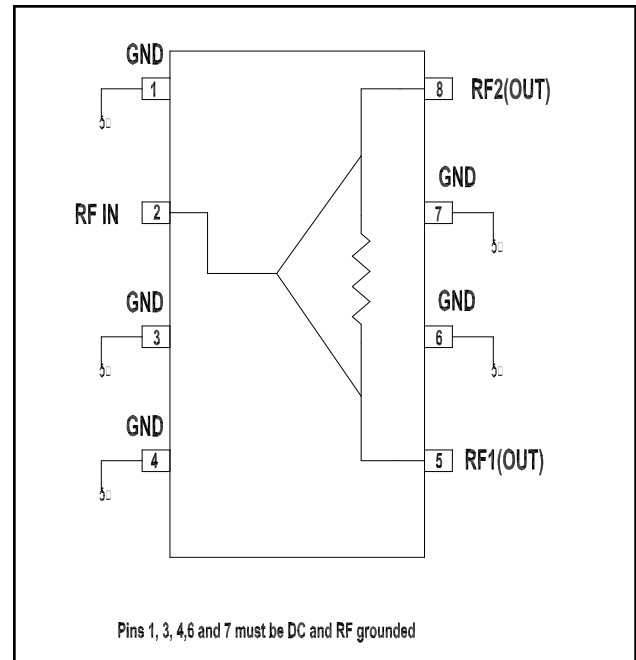 GND
1
8
RF2(OUT)
GND
RF IN
2
7
GND
GND
3
6
GND
4
5
RF1(OUT)
Pins 1, 3, 4,6 and 7 must be DC and RF grounded